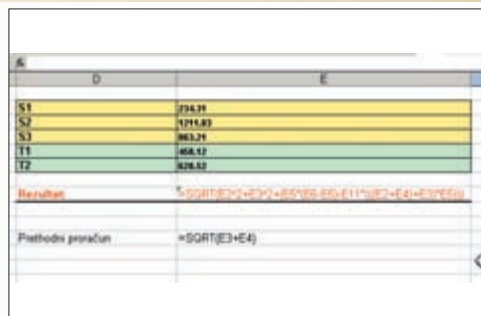 fx
D E
S1 234.31
S2 1211.03
S3 863.21
T1 458.12
T2 628.52
Rezultat
Prethodni proračun =SQRT(E3+E4)